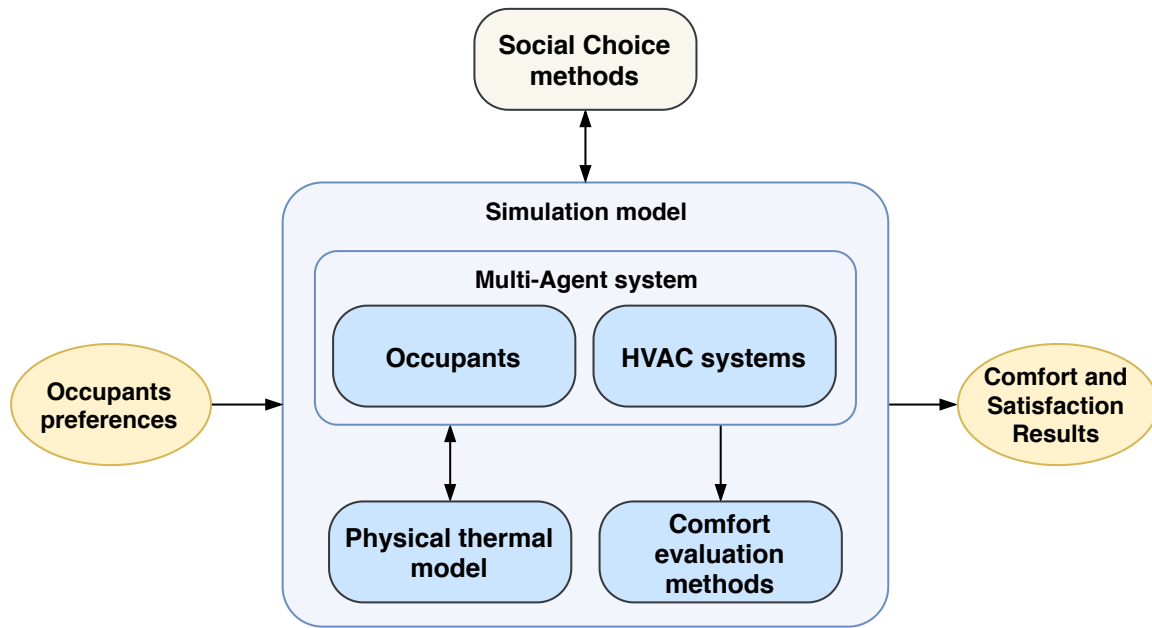 Social Choice
methods
Simulation model
Multi-Agent system
Occupants
HVAC systems
Occupants
preferences
Comfort and
Satisfaction
Results
Physical thermal
model
Comfort
evaluation
methods